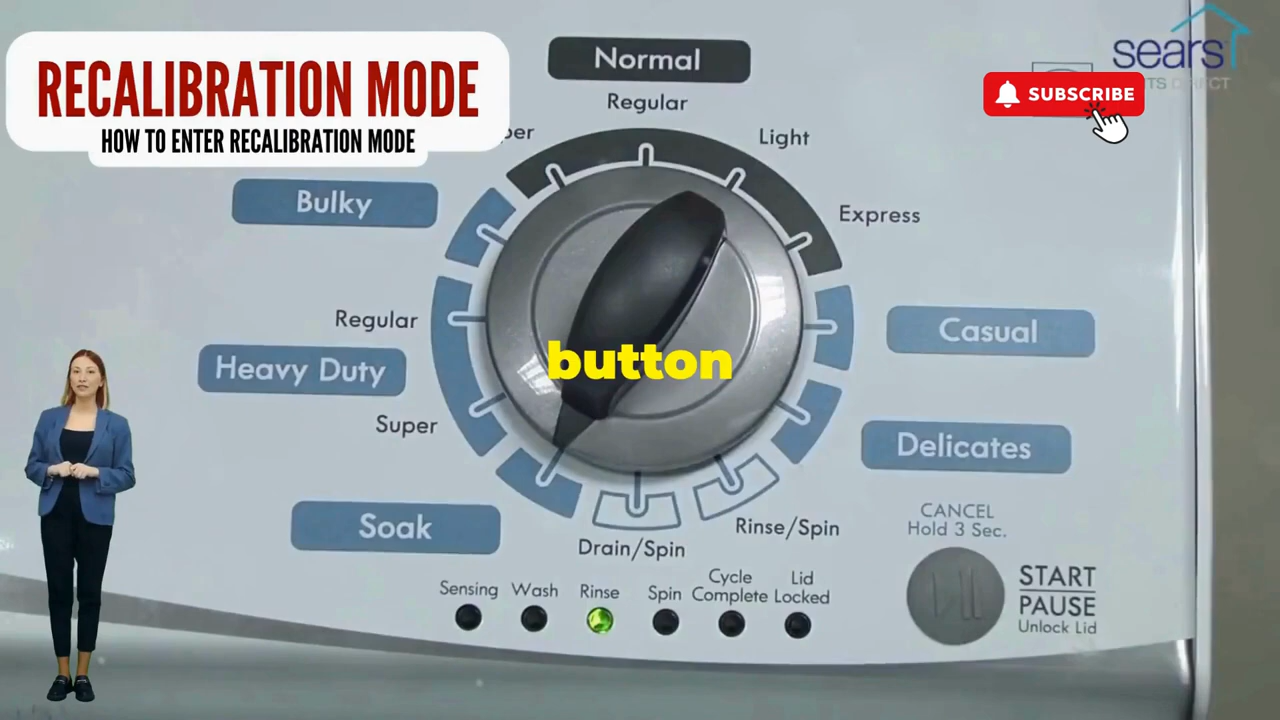 sears
RECALIBRATION MODE
HOW TO ENTER RECALIBRATION MODE
SUBSCRIBE
DIRECT
Normal
Regular
Light
Bulky
Express
Regular
Casual
Heavy Duty
button
Super
Delicates
Soak
CANCEL
Hold 3 Sec.
Rinse/Spin
Drain/Spin
Sensing
Wash
Rinse
Spin
Cycle
Complete
Lid
Locked
START
PAUSE
Unlock Lid